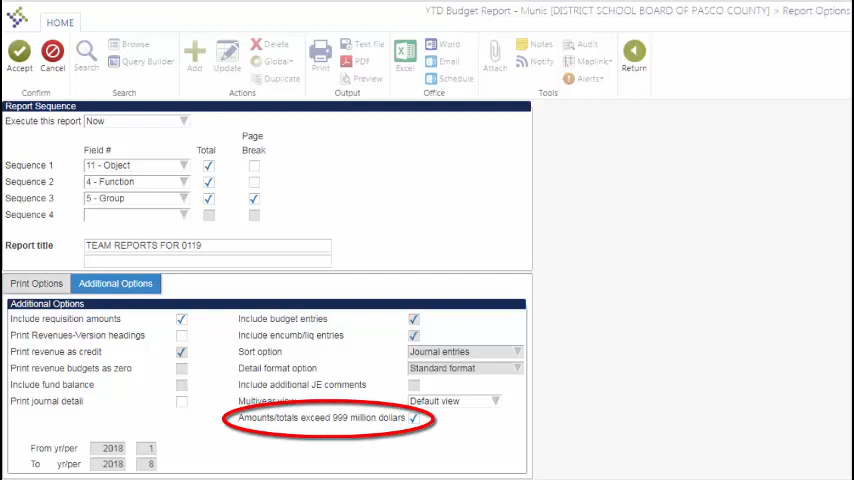 YTD Budget Report - Munis [DISTRICT SCHOOL BOARD OF PASCO COUNTY] > Report Options
HOME
Accept Cancel Search Browse Query Builder Add Update Delete Global Duplicate Print Text file PDF Preview Excel Word Email Schedule Attach Notes Notify Audit Maplink Alerts Return
Confirm Search Actions Output Office Tools
Report Sequence
Execute this report Now
Page
Field # Total Break
Sequence 1 11 - Object
Sequence 2 4 - Function
Sequence 3 5 - Group
Sequence 4
Report title TEAM REPORTS FOR 0119
Print Options Additional Options
Additional Options
Include requisition amounts Include budget entries
Print Revenues-Version headings Include encumb/liq entries
Print revenue as credit Sort option Journal entries
Print revenue budgets as zero Detail format option Standard format
Include fund balance Include additional JE comments
Print journal detail Multiyear view Default view
Amounts/totals exceed 999 million dollars
From yr/per 2018 1
To yr/per 2018 8